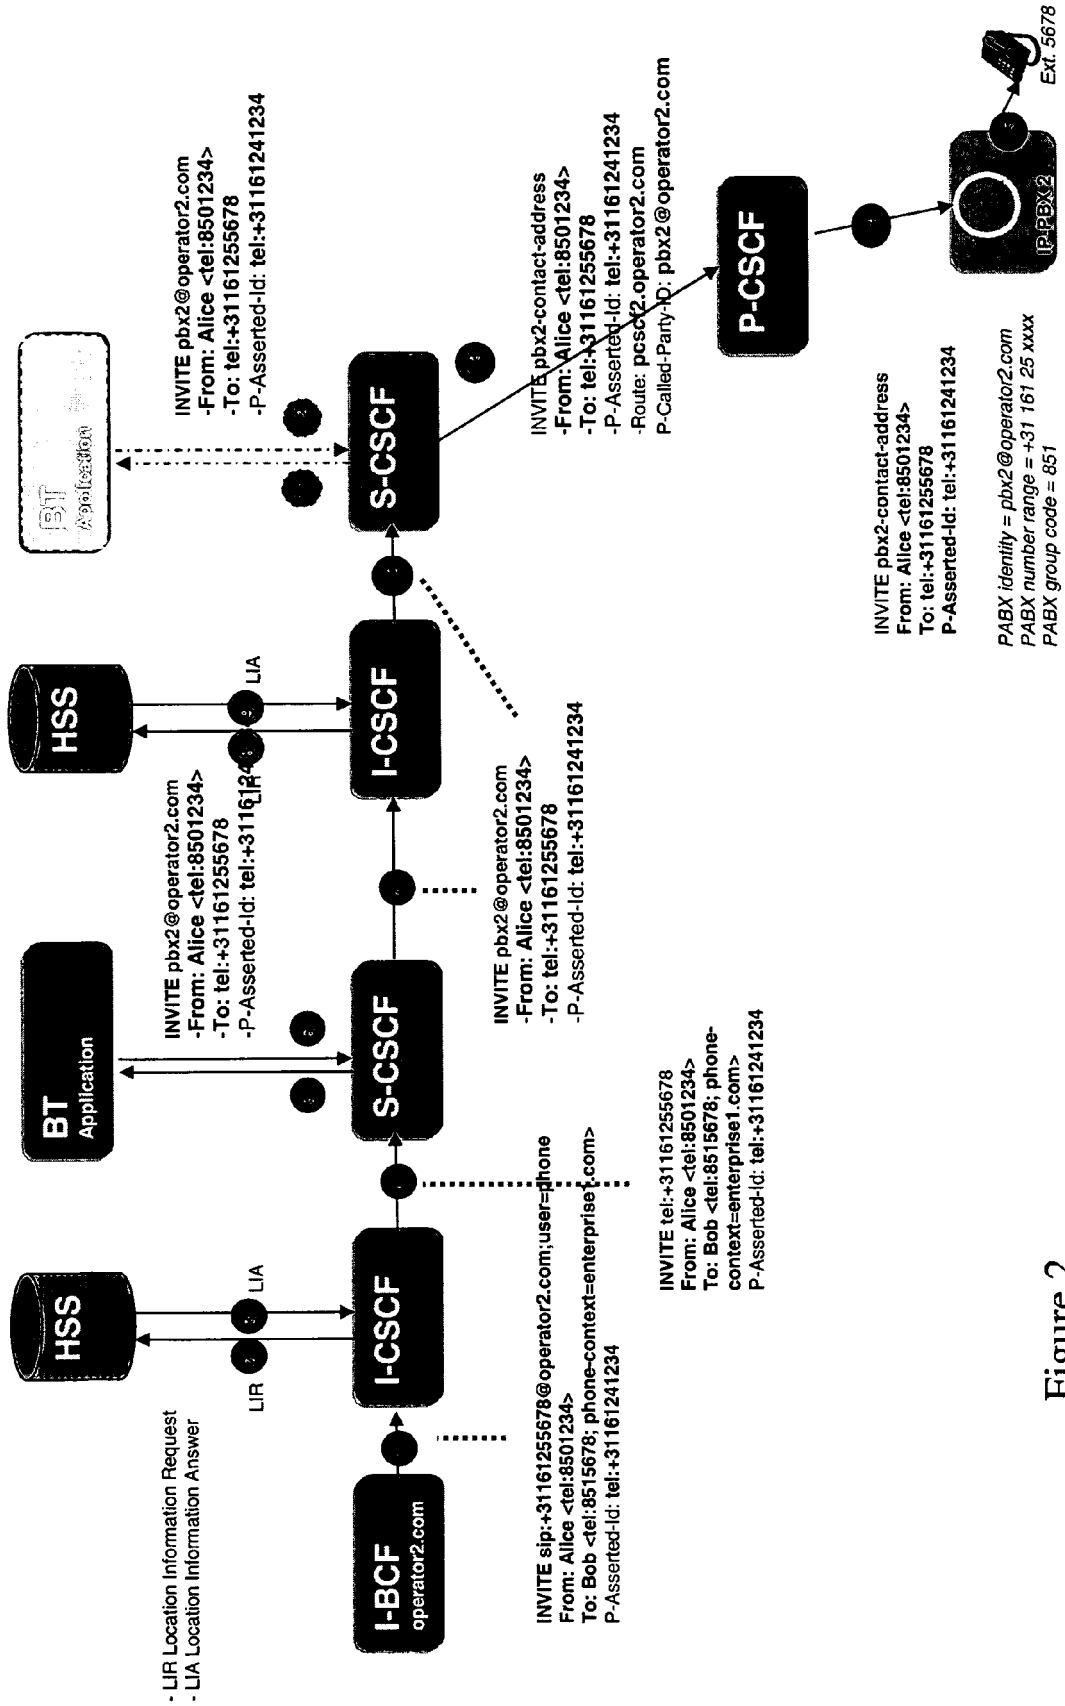 - LIR Location Information Request
- LIA Location Information Answer
HSS
LIR
LIA
I-BCF
operator2.com
I-CSCF
INVITE sip:+31161255678@operator2.com;user=phone
From: Alice <tel:8501234>
To: Bob <tel:8515678; phone-context=enterprise1.com>
P-Asserted-Id: tel:+31161241234
BT
Application
S-CSCF
INVITE tel:+31161255678
From: Alice <tel:8501234>
To: Bob <tel:8515678; phone-
context=enterprise1.com>
P-Asserted-Id: tel:+31161241234
INVITE pbx2@operator2.com
-From: Alice <tel:8501234>
-To: tel:+31161255678
-P-Asserted-Id: tel:+3116124
HSS
LIR
LIA
I-CSCF
INVITE pbx2@operator2.com
-From: Alice <tel:8501234>
-To: tel:+31161255678
-P-Asserted-Id: tel:+31161241234
BT
Application
S-CSCF
INVITE pbx2@operator2.com
-From: Alice <tel:8501234>
-To: tel:+31161255678
-P-Asserted-Id: tel:+31161241234
INVITE pbx2-contact-address
-From: Alice <tel:8501234>
-To: tel:+31161255678
-P-Asserted-Id: tel:+31161241234
-Route: pcsct2.operator2.com
P-Called-Party-ID: pbx2@operator2.com
P-CSCF
INVITE pbx2-contact-address
From: Alice <tel:8501234>
To: tel:+31161255678
P-Asserted-Id: tel:+31161241234
IP-PBX-2
Ext. 5678
PABX identity = pbx2@operator2.com
PABX number range = +31 161 25 xxxx
PABX group code = 851
Figure 2